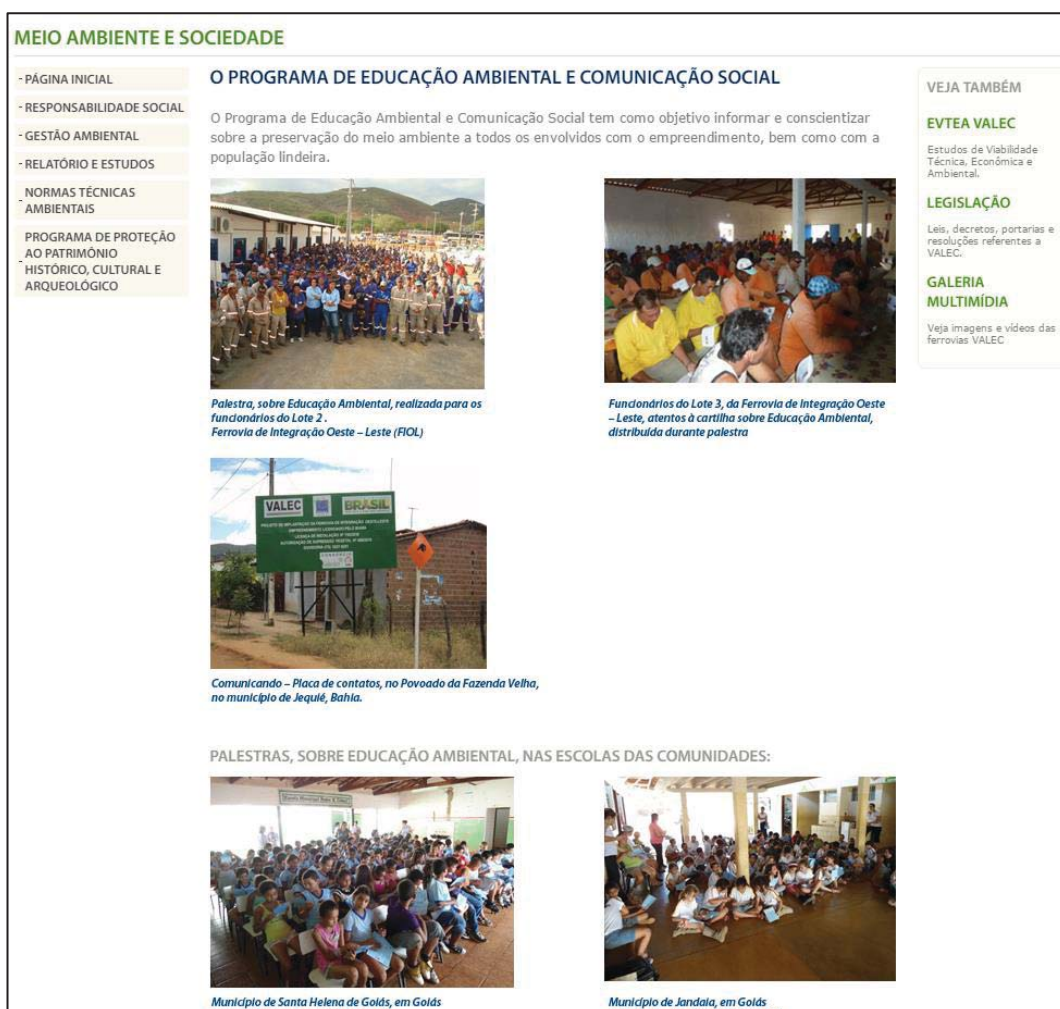 MEIO AMBIENTE E SOCIEDADE
- PÁGINA INICIAL
- RESPONSABILIDADE SOCIAL
- GESTÃO AMBIENTAL
- RELATÓRIO E ESTUDOS
- NORMAS TÉCNICAS
AMBIENTAIS
- PROGRAMA DE PROTEÇÃO
AO PATRIMÔNIO
HISTÓRICO, CULTURAL E
ARQUEOLÓGICO
O PROGRAMA DE EDUCAÇÃO AMBIENTAL E COMUNICAÇÃO SOCIAL
O Programa de Educação Ambiental e Comunicação Social tem como objetivo informar e conscientizar
sobre a preservação do meio ambiente a todos os envolvidos com o empreendimento, bem como com a
população lindeira.
Palestra, sobre Educação Ambiental, realizada para os
funcionários do Lote 2 .
Ferrovia de Integração Oeste – Leste (FIOL)
Funcionários do Lote 3, da Ferrovia de Integração Oeste
– Leste, atentos à cartilha sobre Educação Ambiental,
distribuída durante palestra
VALEC
BRASIL
Comunicando – Placa de contatos, no Povoado da Fazenda Velha,
no município de Jequié, Bahia.
PALESTRAS, SOBRE EDUCAÇÃO AMBIENTAL, NAS ESCOLAS DAS COMUNIDADES:
Município de Santa Helena de Goiás, em Goiás
Município de Jandaia, em Goiás
VEJA TAMBÉM
EVTEA VALEC
Estudos de Viabilidade
Técnica, Econômica e
Ambiental.
LEGISLAÇÃO
Leis, decretos, portarias e
resoluções referentes a
VALEC.
GALERIA
MULTIMÍDIA
Veja imagens e vídeos das
ferrovias VALEC